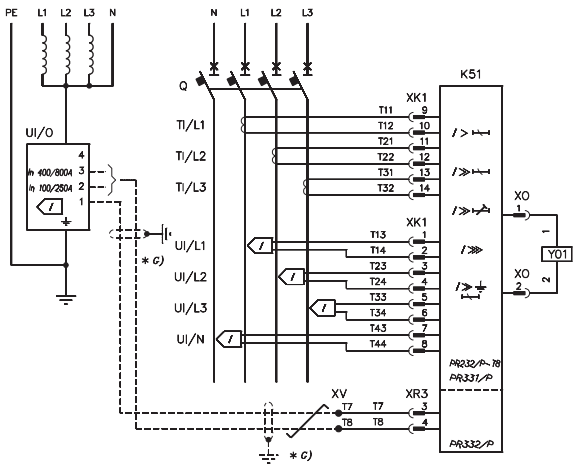 PE L1 L2 L3 N N L1 L2 L3
K51
Q
XK1
UI/O
TI/L1 T11 9
T12 10
4 TI/L2 T21 11
In 400/800A 3 T22 12
In 100/250A 2 TI/L3 T31 13
1 T32 14
I>
I>>
I>>
I>>>
I>>
XO
1 1
Y01
XO
2 2
XK1
UI/L1 T13 1
* G) T14 2
UI/L2 T23 3
T24 4
UI/L3 T33 5
T34 6
UI/N T43 7
T44 8
I I I I I
PR232/P-T8
PR331/P
XV XR3
T7 T7 3
T8 T8 4
* G)
PR332/P